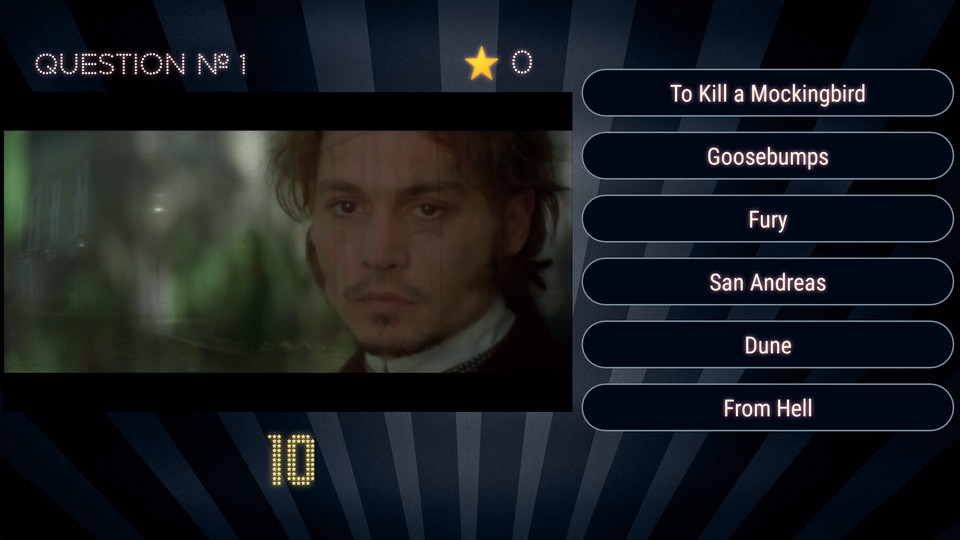 QUESTION Nº 1
0
To Kill a Mockingbird
Goosebumps
Fury
San Andreas
Dune
From Hell
10